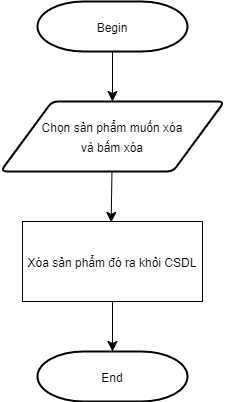 Begin
Chọn sản phẩm muốn xóa
và bấm xóa
Xóa sản phẩm đó ra khỏi CSDL
End